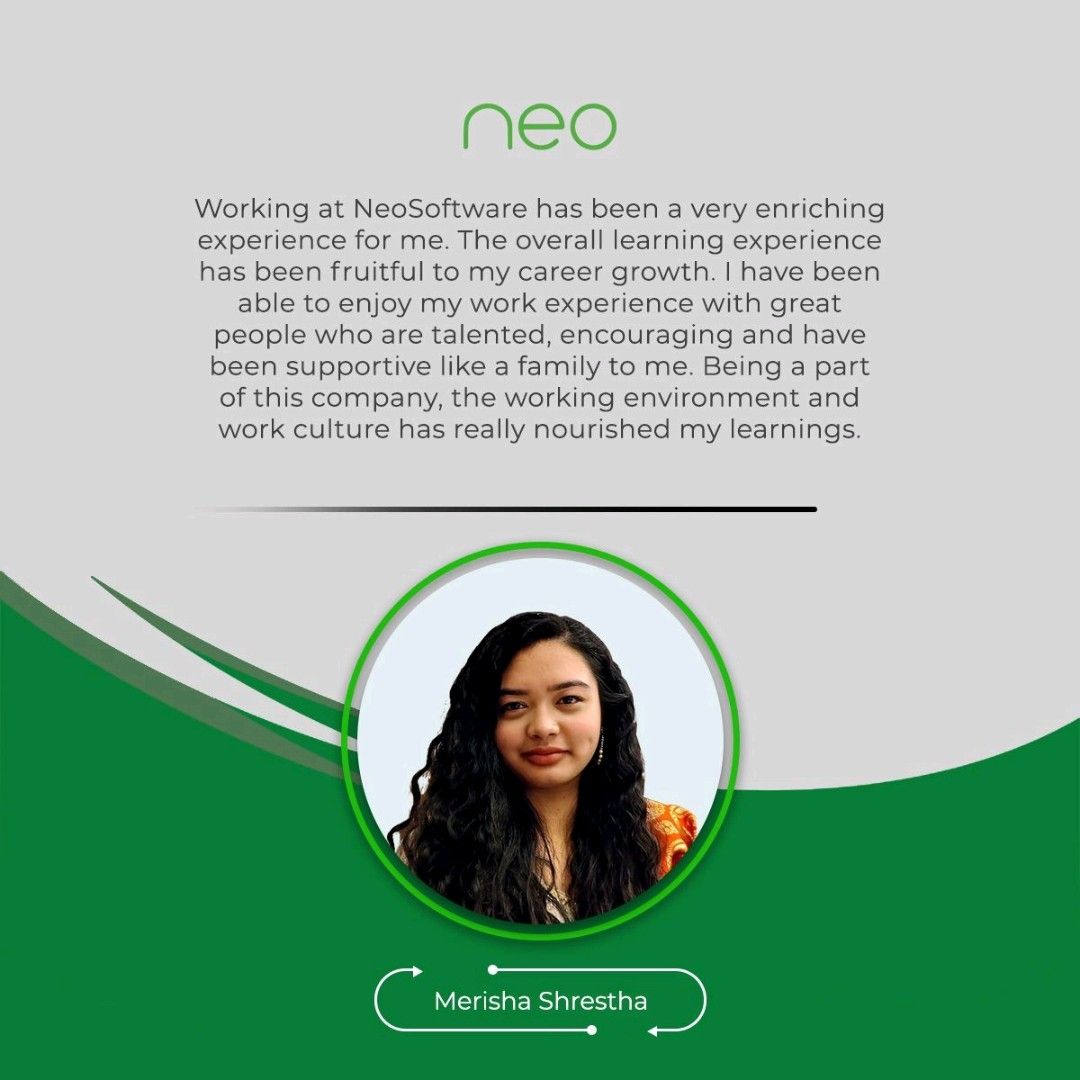 neo
Working at NeoSoftware has been a very enriching
experience for me. The overall learning experience
has been fruitful to my career growth. I have been
able to enjoy my work experience with great
people who are talented, encouraging and have
been supportive like a family to me. Being a part
of this company, the working environment and
work culture has really nourished my learnings.
Merisha Shrestha